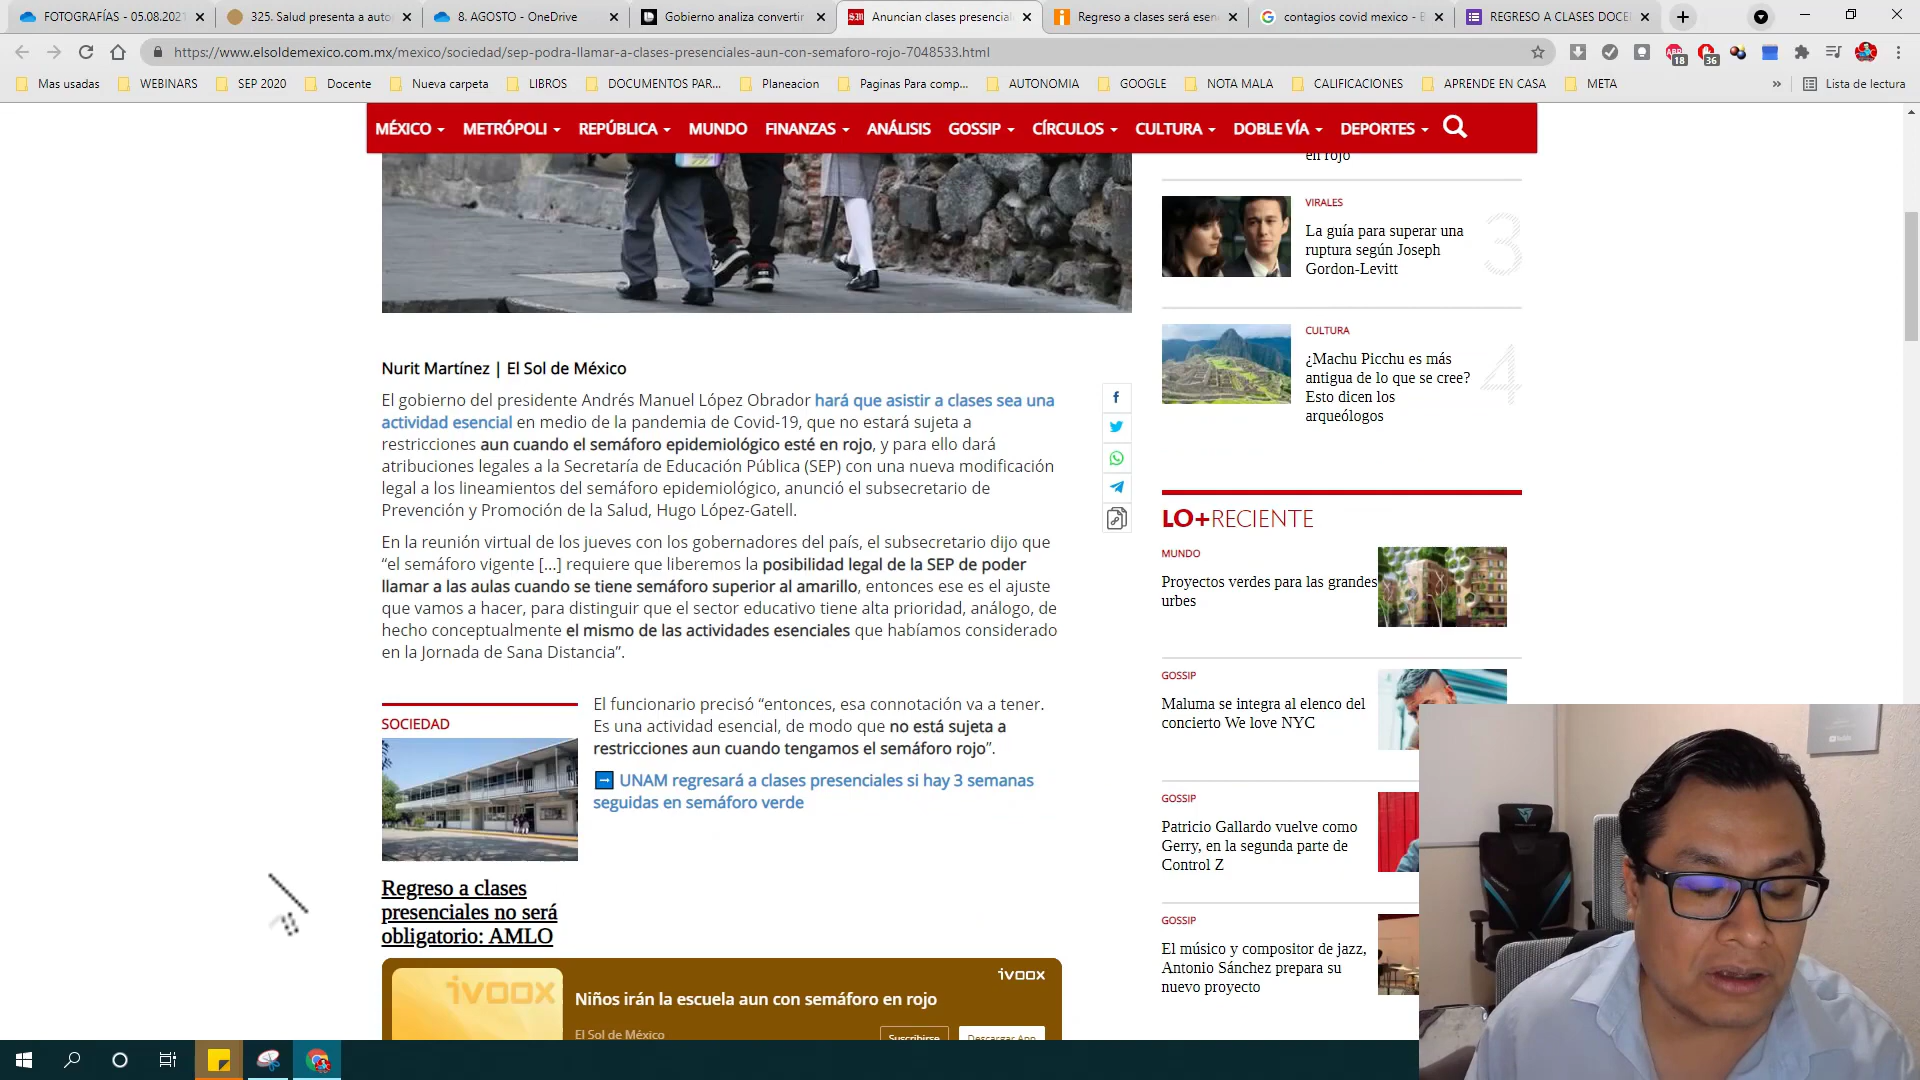 FOTOGRAFÍAS - 05.08.2021
325. Salud presenta a auto
8. AGOSTO - OneDrive
Gobierno analiza convertir
Anuncian clases presencial
Regreso a clases será esen
contagios covid mexico - B
REGRESO A CLASES DOCE
https://www.elsoldemexico.com.mx/mexico/sociedad/sep-podra-llamar-a-clases-presenciales-aun-con-semaforo-rojo-7048533.html
18
36
Mas usadas
WEBINARS
SEP 2020
Docente
Nueva carpeta
LIBROS
DOCUMENTOS PAR...
Planeacion
Paginas Para comp...
AUTONOMIA
GOOGLE
NOTA MALA
CALIFICACIONES
APRENDE EN CASA
META
»
Lista de lectura
MÉXICO
METRÓPOLI
REPÚBLICA
MUNDO
FINANZAS
ANÁLISIS
GOSSIP
CÍRCULOS
CULTURA
DOBLE VÍA
DEPORTES
en rojo
VIRALES
La guía para superar una
ruptura según Joseph
Gordon-Levitt
3
CULTURA
¿Machu Picchu es más
antigua de lo que se cree?
Esto dicen los
arqueólogos
4
Nurit Martínez | El Sol de México
El gobierno del presidente Andrés Manuel López Obrador hará que asistir a clases sea una
actividad esencial en medio de la pandemia de Covid-19, que no estará sujeta a
restricciones aun cuando el semáforo epidemiológico esté en rojo, y para ello dará
atribuciones legales a la Secretaría de Educación Pública (SEP) con una nueva modificación
legal a los lineamientos del semáforo epidemiológico, anunció el subsecretario de
Prevención y Promoción de la Salud, Hugo López-Gatell.
En la reunión virtual de los jueves con los gobernadores del país, el subsecretario dijo que
“el semáforo vigente [...] requiere que liberemos la posibilidad legal de la SEP de poder
llamar a las aulas cuando se tiene semáforo superior al amarillo, entonces ese es el ajuste
que vamos a hacer, para distinguir que el sector educativo tiene alta prioridad, análogo, de
hecho conceptualmente el mismo de las actividades esenciales que habíamos considerado
en la Jornada de Sana Distancia”.
SOCIEDAD
Regreso a clases
presenciales no será
obligatorio: AMLO
El funcionario precisó “entonces, esa connotación va a tener.
Es una actividad esencial, de modo que no está sujeta a
restricciones aun cuando tengamos el semáforo rojo”.
➡ UNAM regresará a clases presenciales si hay 3 semanas
seguidas en semáforo verde
ivoox
ivoox
Niños irán la escuela aun con semáforo en rojo
El Sol de México
Suscribirse
Descargar App
LO+RECIENTE
MUNDO
Proyectos verdes para las grandes
urbes
GOSSIP
Maluma se integra al elenco del
concierto We love NYC
GOSSIP
Patricio Gallardo vuelve como
Gerry, en la segunda parte de
Control Z
GOSSIP
El músico y compositor de jazz,
Antonio Sánchez prepara su
nuevo proyecto